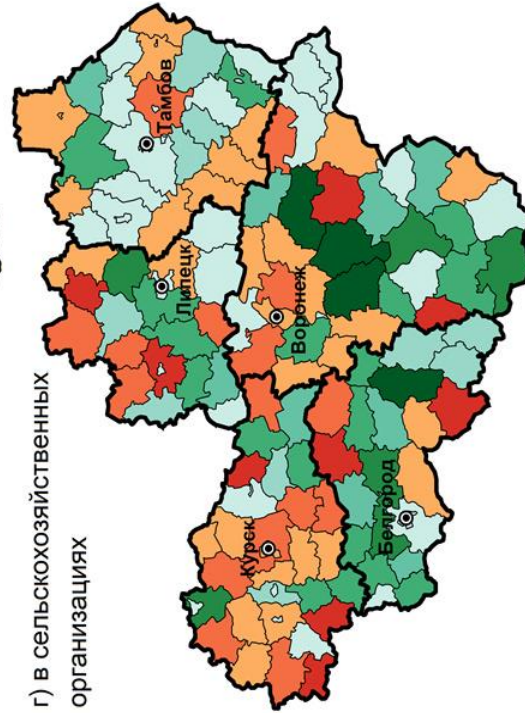 г) в сельскохозяйственных
организациях
Тамбов
Липецк
Воронеж
Курск
Белгород